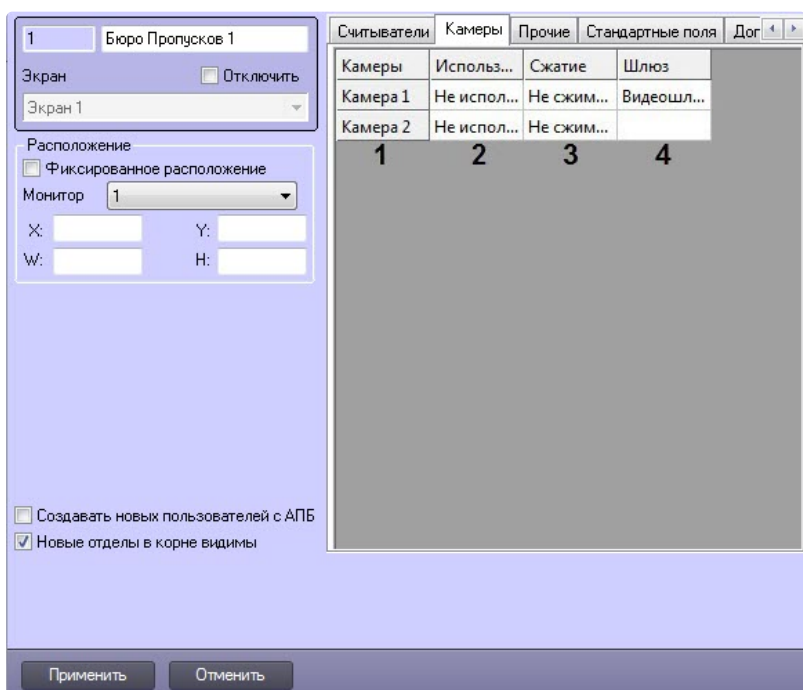 1 Бюро Пропусков 1
Экран Отключить
Экран 1
Расположение
Фиксированное расположение
Монитор 1
X: Y:
W: H:
Создавать новых пользователей с АПБ
Новые отделы в корне видимы
Считыватели Камеры Прочие Стандартные поля Дог
Камеры Использ... Сжатие Шлюз
Камера 1 Не испол... Не сжим... Видеошл...
Камера 2 Не испол... Не сжим...
1 2 3 4
Применить Отменить